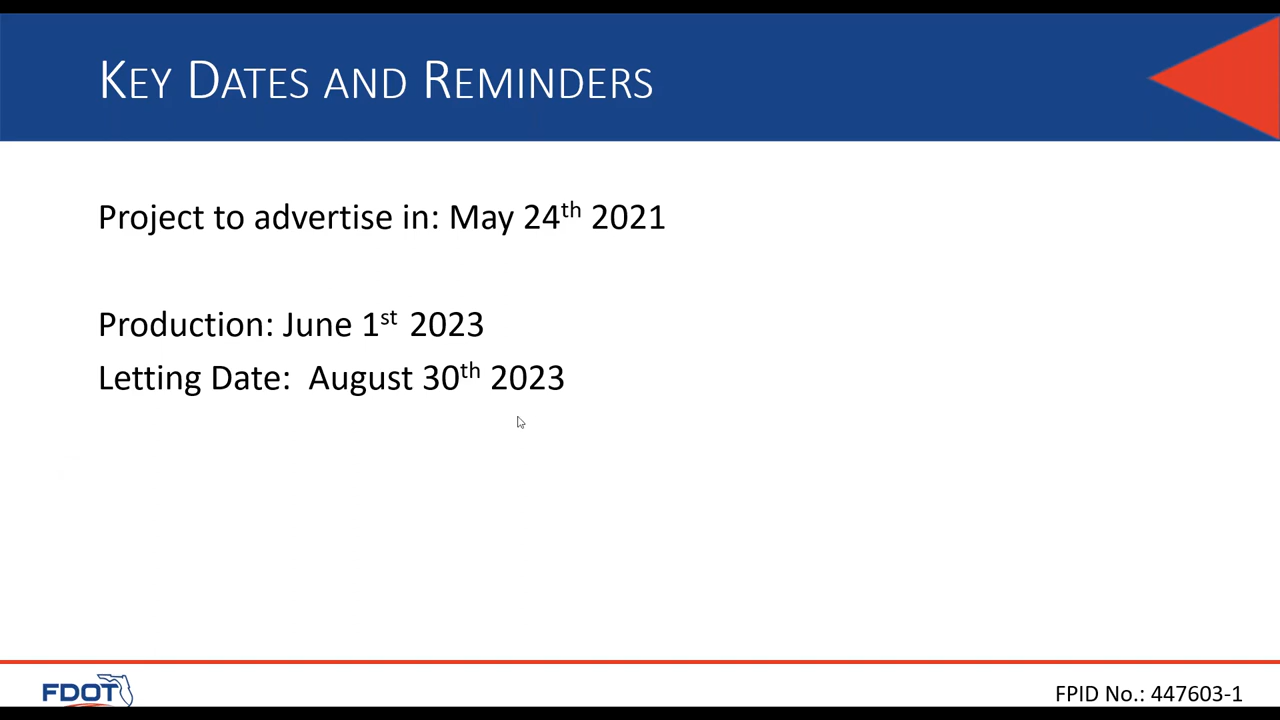 KEY DATES AND REMINDERS
Project to advertise in: May 24th 2021
Production: June 1st 2023
Letting Date: August 30th 2023
FDOT
FPID No.: 447603-1